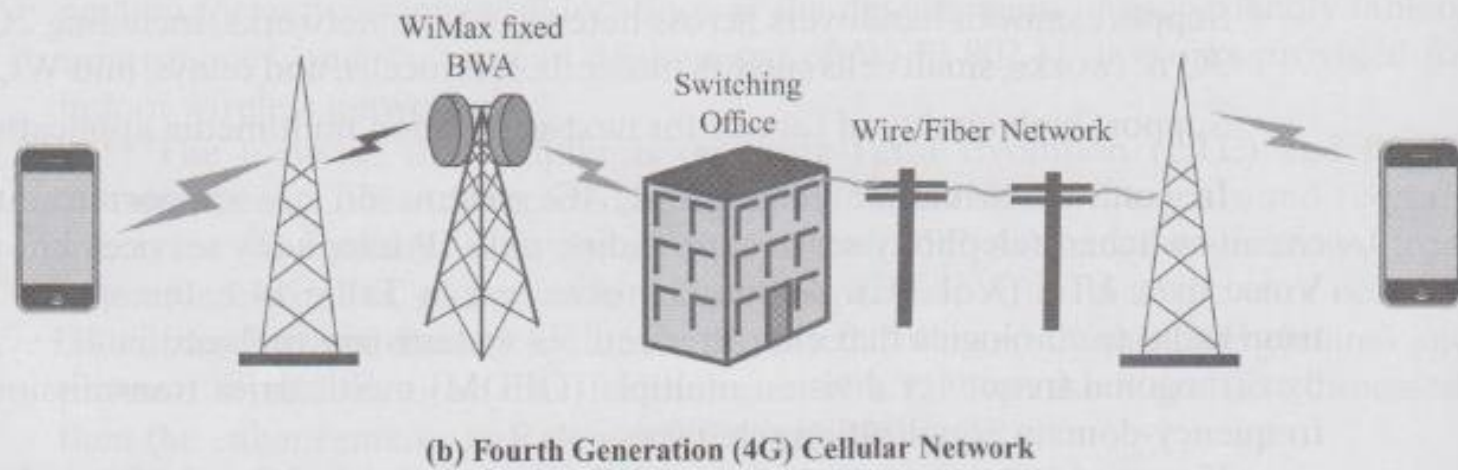 WiMax fixed
BWA
Switching
Office
Wire/Fiber Network
(b) Fourth Generation (4G) Cellular Network